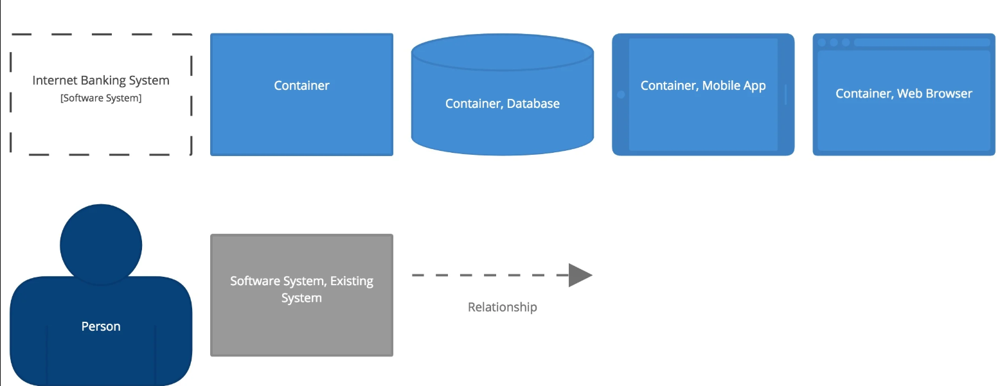 Internet Banking System
[Software System]
Container
Container, Database
Container, Mobile App
Container, Web Browser
Person
Software System, Existing
System
Relationship